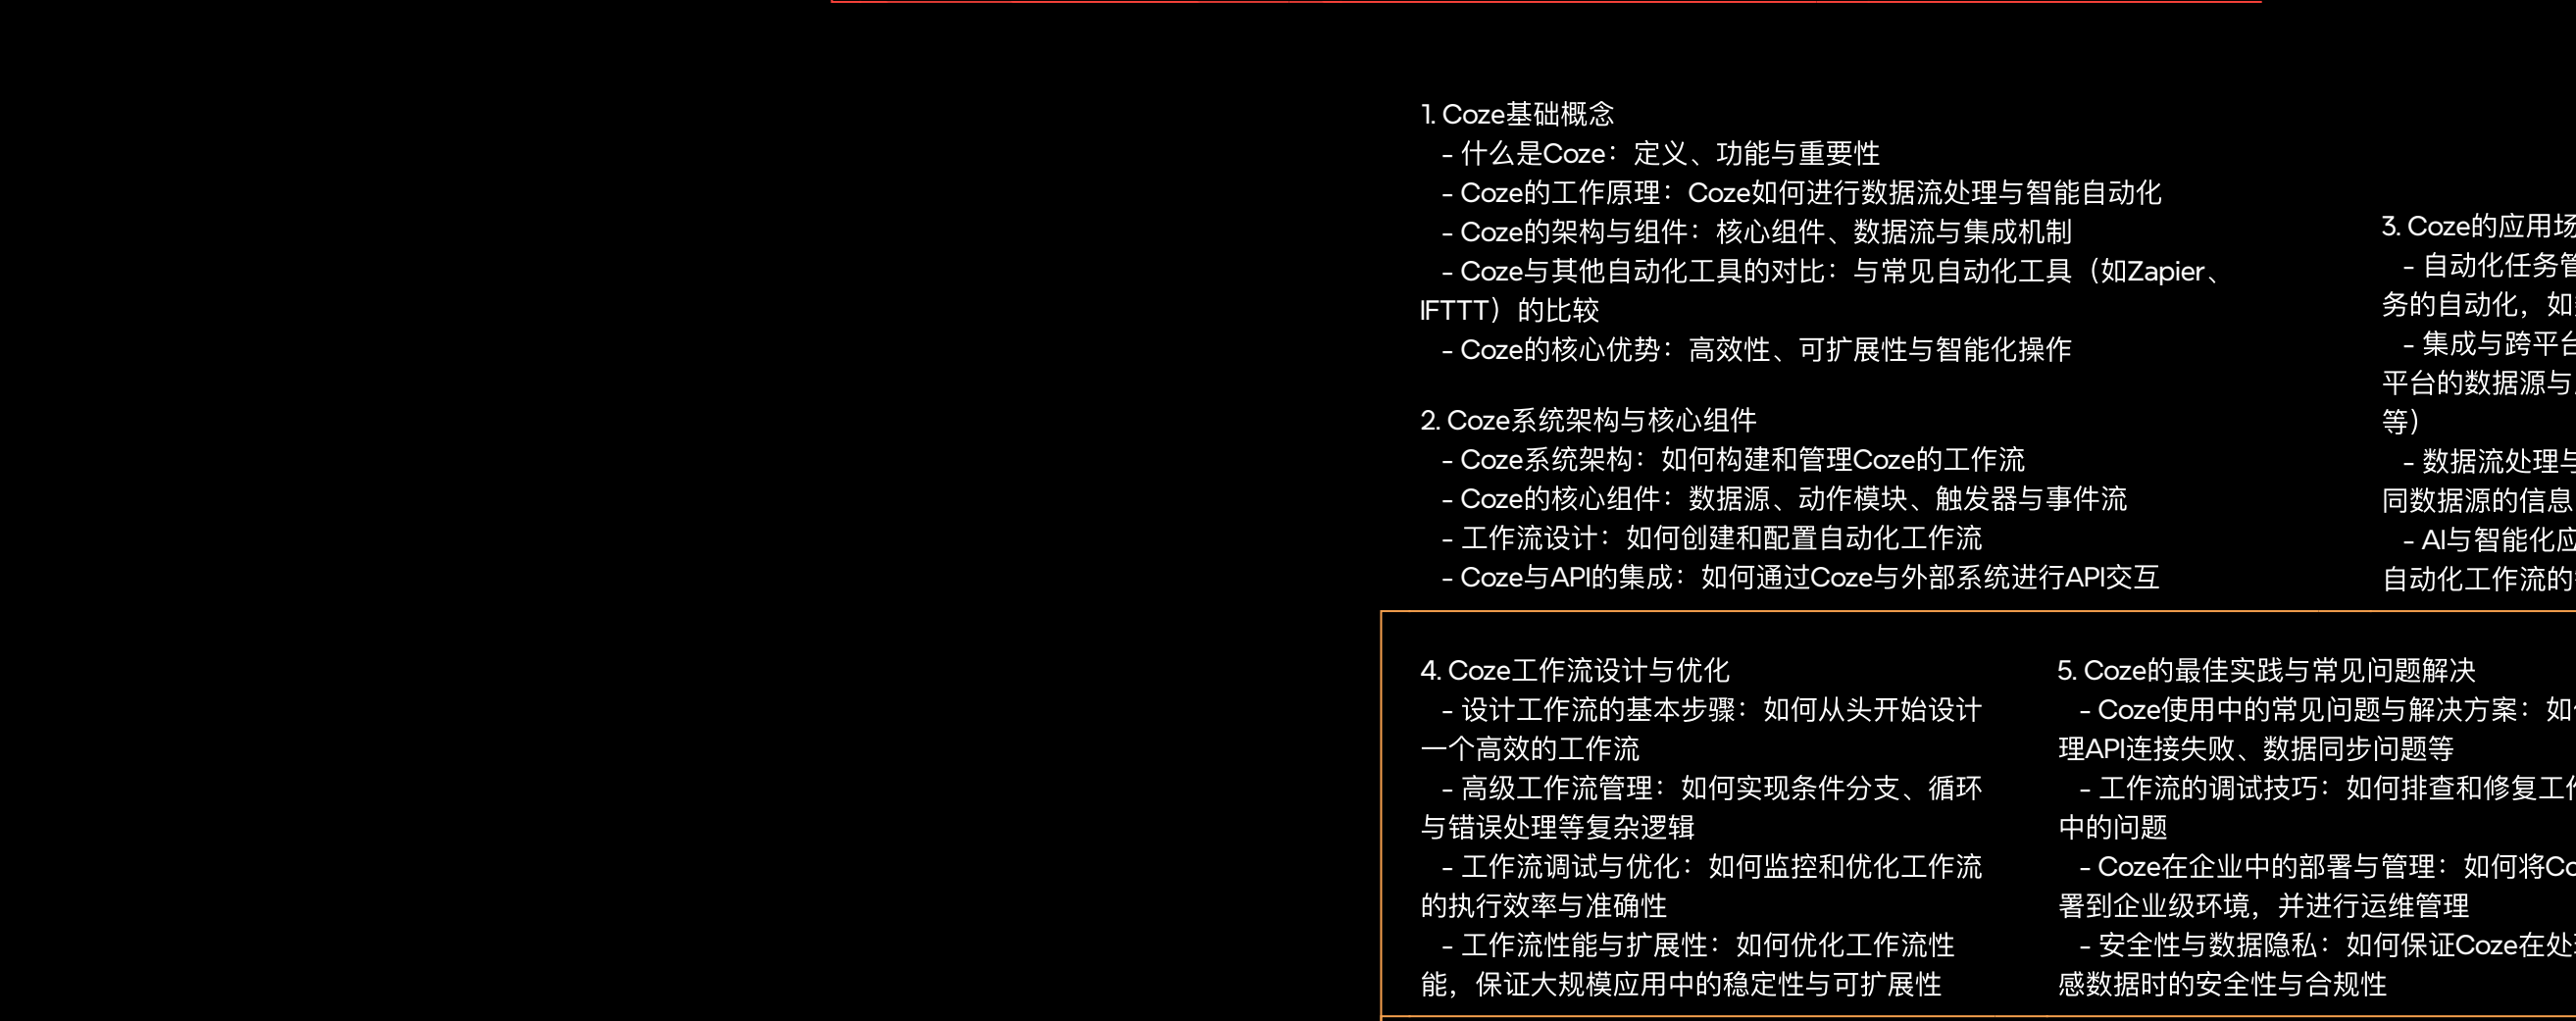 1. Coze基础概念
- 什么是Coze：定义、功能与重要性
- Coze的工作原理：Coze如何进行数据流处理与智能自动化
- Coze的架构与组件：核心组件、数据流与集成机制
- Coze与其他自动化工具的对比：与常见自动化工具（如Zapier、
IFTTT）的比较
- Coze的核心优势：高效性、可扩展性与智能化操作
2. Coze系统架构与核心组件
- Coze系统架构：如何构建和管理Coze的工作流
- Coze的核心组件：数据源、动作模块、触发器与事件流
- 工作流设计：如何创建和配置自动化工作流
- Coze与API的集成：如何通过Coze与外部系统进行API交互
3. Coze的应用场
- 自动化任务管
务的自动化，如
- 集成与跨平台
平台的数据源与
等）
- 数据流处理与
同数据源的信息
- AI与智能化应
自动化工作流的
4. Coze工作流设计与优化
- 设计工作流的基本步骤：如何从头开始设计
一个高效的工作流
- 高级工作流管理：如何实现条件分支、循环
与错误处理等复杂逻辑
- 工作流调试与优化：如何监控和优化工作流
的执行效率与准确性
- 工作流性能与扩展性：如何优化工作流性
能，保证大规模应用中的稳定性与可扩展性
5. Coze的最佳实践与常见问题解决
- Coze使用中的常见问题与解决方案：如
理API连接失败、数据同步问题等
- 工作流的调试技巧：如何排查和修复工作
中的问题
- Coze在企业中的部署与管理：如何将Co
署到企业级环境，并进行运维管理
- 安全性与数据隐私：如何保证Coze在处
感数据时的安全性与合规性